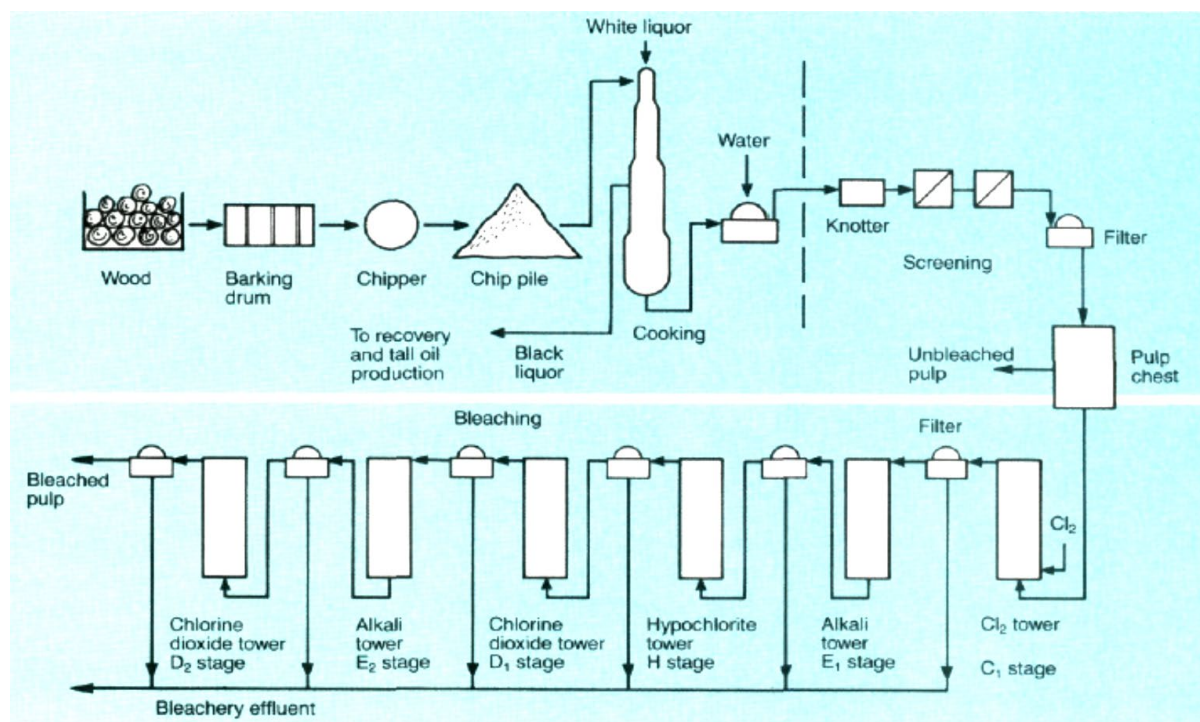 White liquor
Water
Knotter
Filter
Screening
Wood
Barking
drum
Chipper
Chip pile
Cooking
To recovery
and tall oil
production
Black
liquor
Unbleached
pulp
Pulp
chest
Bleaching
Filter
Bleached
pulp
Cl₂
Chlorine
dioxide tower
D₂ stage
Alkali
tower
E₂ stage
Chlorine
dioxide tower
D₁ stage
Hypochlorite
tower
H stage
Alkali
tower
E₁ stage
Cl₂ tower
C₁ stage
Bleachery effluent